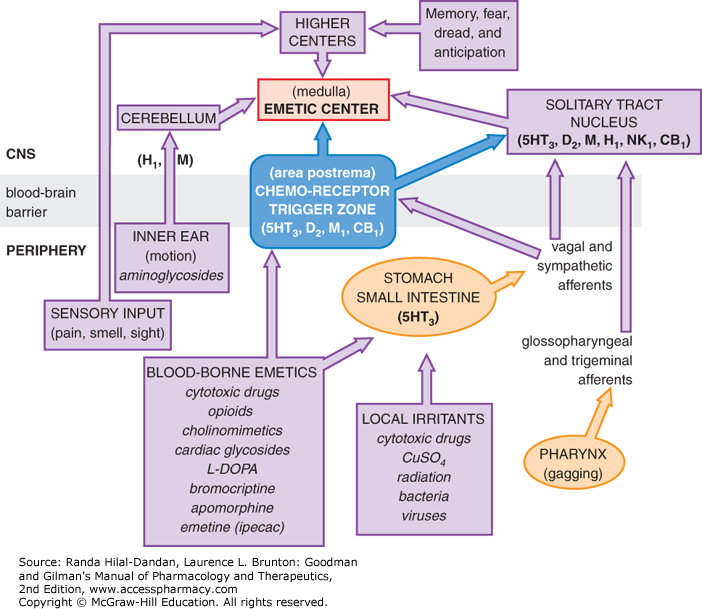 HIGHER
CENTERS
Memory, fear,
dread, and
anticipation
(medulla)
EMETIC CENTER
CEREBELLUM
SOLITARY TRACT
NUCLEUS
(5HT3, D2, M, H1, NK1, CB1)
CNS
(H1, M)
blood-brain
barrier
(area postrema)
CHEMO-RECEPTOR
TRIGGER ZONE
(5HT3, D2, M1, CB1)
PERIPHERY
INNER EAR
(motion)
aminoglycosides
vagal and
sympathetic
afferents
STOMACH
SMALL INTESTINE
(5HT3)
SENSORY INPUT
(pain, smell, sight)
glossopharyngeal
and trigeminal
afferents
BLOOD-BORNE EMETICS
cytotoxic drugs
opioids
cholinomimetics
cardiac glycosides
L-DOPA
bromocriptine
apomorphine
emetine (ipecac)
LOCAL IRRITANTS
cytotoxic drugs
CuSO4
radiation
bacteria
viruses
PHARYNX
(gagging)
Source: Randa Hilal-Dandan, Laurence L. Brunton: Goodman
and Gilman's Manual of Pharmacology and Therapeutics,
2nd Edition, www.accesspharmacy.com
Copyright © McGraw-Hill Education. All rights reserved.